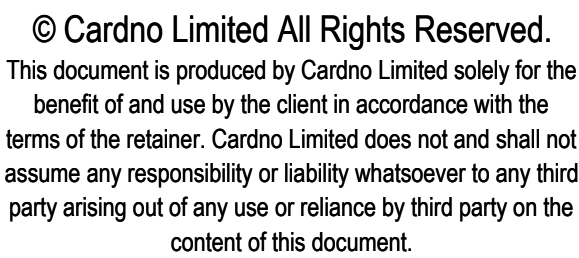 © Cardno Limited All Rights Reserved.
This document is produced by Cardno Limited solely for the
benefit of and use by the client in accordance with the
terms of the retainer. Cardno Limited does not and shall not
assume any responsibility or liability whatsoever to any third
party arising out of any use or reliance by third party on the
content of this document.